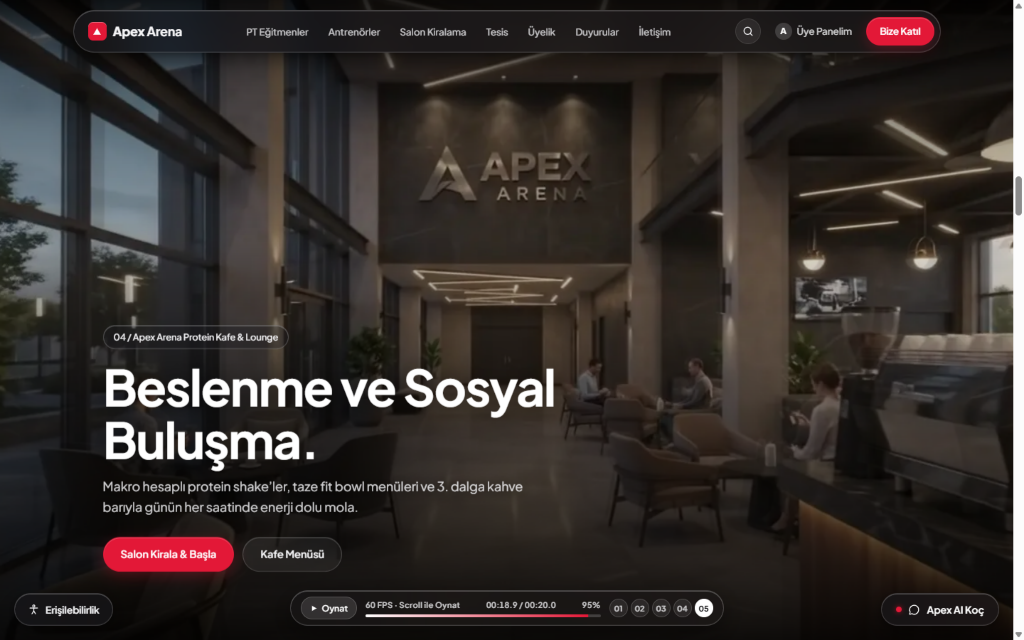 Apex Arena
PT Eğitmenler
Antrenörler
Salon Kiralama
Tesis
Üyelik
Duyurular
İletişim
A
Üye Panelim
Bize Katıl
APEX
ARENA
04 / Apex Arena Protein Kafe & Lounge
Beslenme ve Sosyal
Buluşma.
Makro hesaplı protein shake'ler, taze fit bowl menüleri ve 3. dalga kahve
barıyla günün her saatinde enerji dolu mola.
Salon Kirala & Başla
Kafe Menüsü
Erişilebilirlik
Oynat
60 FPS · Scroll ile Oynat
00:18.9 / 00:20.0
95%
01
02
03
04
05
Apex AI Koç